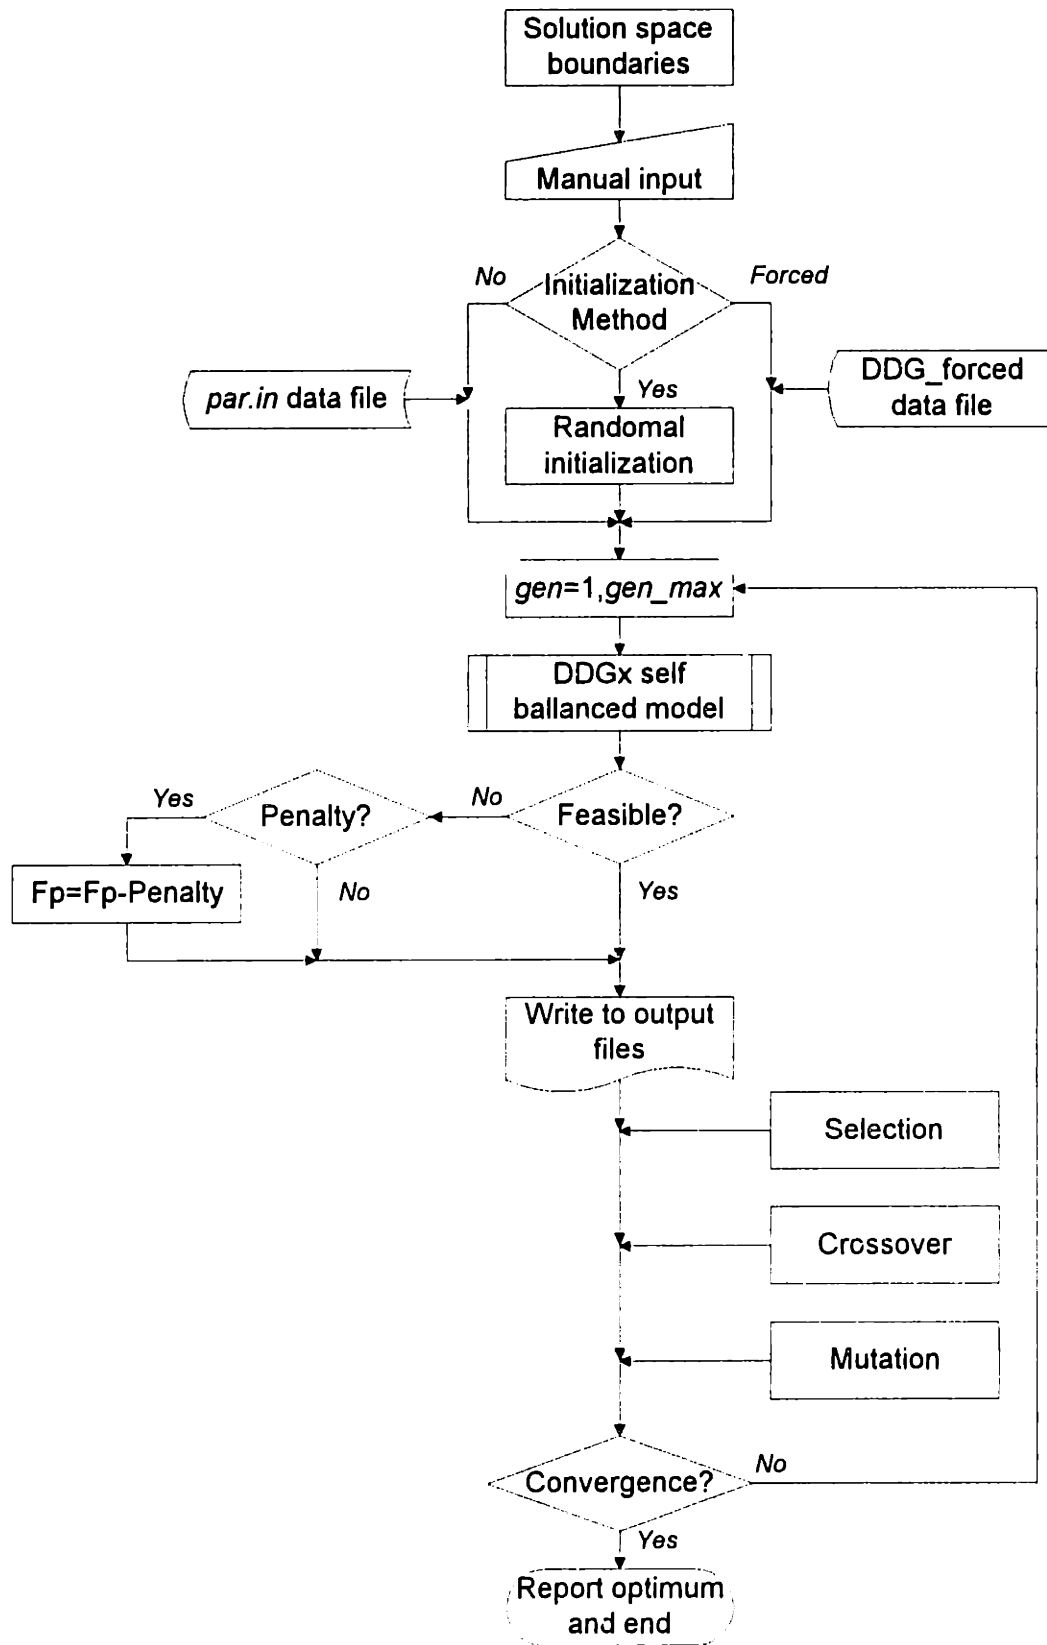 Solution space
boundaries
Manual input
No
Initialization
Method
Forced
par.in data file
Yes
DDG_forced
data file
Randomal
initialization
gen=1,gen_max
DDGx self
ballanced model
Yes
Penalty?
No
Feasible?
Fp=Fp-Penalty
No
Yes
Write to output
files
Selection
Crossover
Mutation
Convergence?
No
Yes
Report optimum
and end